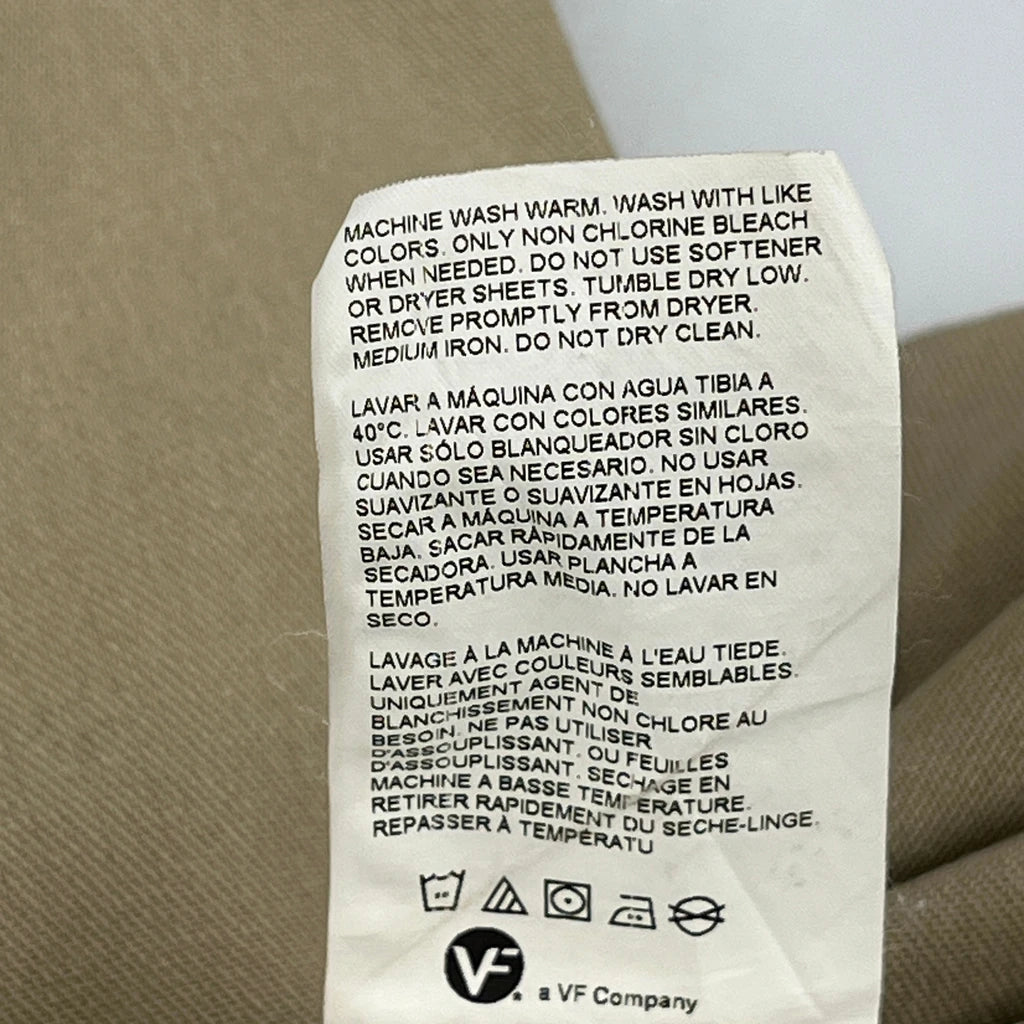 MACHINE WASH WARM. WASH WITH LIKE
COLORS. ONLY NON CHLORINE BLEACH
WHEN NEEDED. DO NOT USE SOFTENER
OR DRYER SHEETS. TUMBLE DRY LOW.
REMOVE PROMPTLY FROM DRYER.
MEDIUM IRON. DO NOT DRY CLEAN.
LAVAR A MÁQUINA CON AGUA TIBIA A
40°C. LAVAR CON COLORES SIMILARES.
USAR SÓLO BLANQUEADOR SIN CLORO
CUANDO SEA NECESARIO. NO USAR
SUAVIZANTE O SUAVIZANTE EN HOJAS.
SECAR A MÁQUINA A TEMPERATURA
BAJA. SACAR RÁPIDAMENTE DE LA
SECADORA. USAR PLANCHA A
TEMPERATURA MEDIA. NO LAVAR EN
SECO.
LAVAGE À LA MACHINE À L'EAU TIEDE.
LAVER AVEC COULEURS SEMBLABLES.
UNIQUEMENT AGENT DE
BLANCHISSEMENT NON CHLORE AU
BESOIN. NE PAS UTILISER
D'ASSOUPLISSANT. OU FEUILLES
D'ASSOUPLISSANT. SECHAGE EN
MACHINE A BASSE TEMPERATURE.
RETIRER RAPIDEMENT DU SECHE-LINGE.
REPASSER À TEMPÉRATU
VF. a VF Company